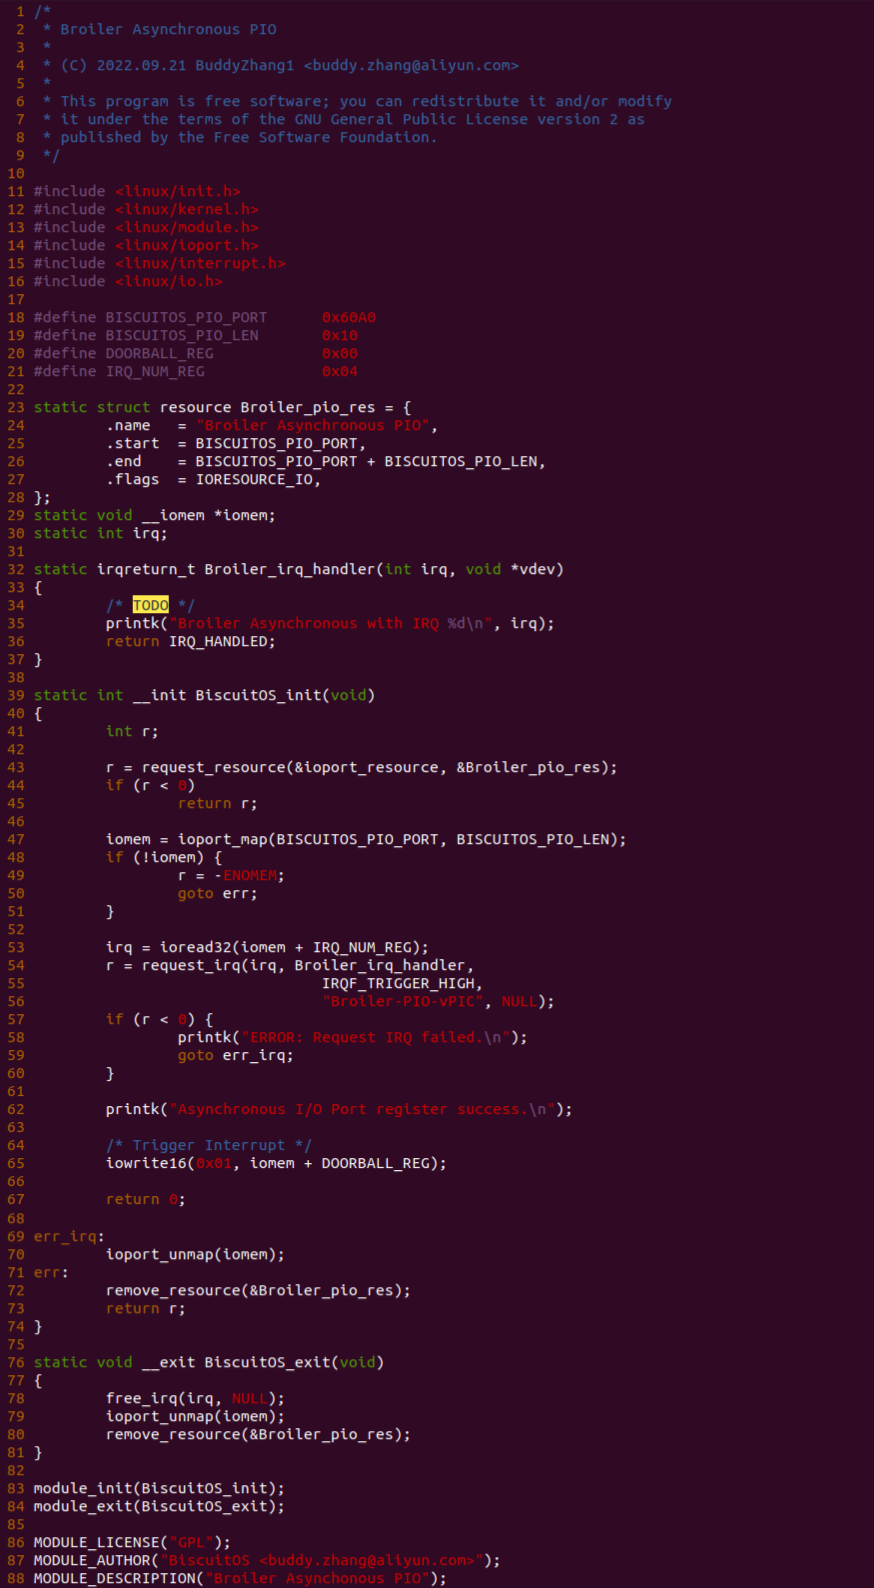 1 /*
2  * Broiler Asynchronous PIO
3  *
4  * (C) 2022.09.21 BuddyZhang1 <buddy.zhang@aliyun.com>
5  *
6  * This program is free software; you can redistribute it and/or modify
7  * it under the terms of the GNU General Public License version 2 as
8  * published by the Free Software Foundation.
9  */
10
11 #include <linux/init.h>
12 #include <linux/kernel.h>
13 #include <linux/module.h>
14 #include <linux/ioport.h>
15 #include <linux/interrupt.h>
16 #include <linux/io.h>
17
18 #define BISCUITOS_PIO_PORT      0x60A0
19 #define BISCUITOS_PIO_LEN       0x10
20 #define DOORBALL_REG            0x00
21 #define IRQ_NUM_REG             0x04
22
23 static struct resource Broiler_pio_res = {
24         .name   = "Broiler Asynchronous PIO",
25         .start  = BISCUITOS_PIO_PORT,
26         .end    = BISCUITOS_PIO_PORT + BISCUITOS_PIO_LEN,
27         .flags  = IORESOURCE_IO,
28 };
29 static void __iomem *iomem;
30 static int irq;
31
32 static irqreturn_t Broiler_irq_handler(int irq, void *vdev)
33 {
34         /* TODO */
35         printk("Broiler Asynchronous with IRQ %d\n", irq);
36         return IRQ_HANDLED;
37 }
38
39 static int __init BiscuitOS_init(void)
40 {
41         int r;
42
43         r = request_resource(&ioport_resource, &Broiler_pio_res);
44         if (r < 0)
45                 return r;
46
47         iomem = ioport_map(BISCUITOS_PIO_PORT, BISCUITOS_PIO_LEN);
48         if (!iomem) {
49                 r = -ENOMEM;
50                 goto err;
51         }
52
53         irq = ioread32(iomem + IRQ_NUM_REG);
54         r = request_irq(irq, Broiler_irq_handler,
55                                 IRQF_TRIGGER_HIGH,
56                                 "Broiler-PIO-vPIC", NULL);
57         if (r < 0) {
58                 printk("ERROR: Request IRQ failed.\n");
59                 goto err_irq;
60         }
61
62         printk("Asynchronous I/O Port register success.\n");
63
64         /* Trigger Interrupt */
65         iowrite16(0x01, iomem + DOORBALL_REG);
66
67         return 0;
68
69 err_irq:
70         ioport_unmap(iomem);
71 err:
72         remove_resource(&Broiler_pio_res);
73         return r;
74 }
75
76 static void __exit BiscuitOS_exit(void)
77 {
78         free_irq(irq, NULL);
79         ioport_unmap(iomem);
80         remove_resource(&Broiler_pio_res);
81 }
82
83 module_init(BiscuitOS_init);
84 module_exit(BiscuitOS_exit);
85
86 MODULE_LICENSE("GPL");
87 MODULE_AUTHOR("BiscuitOS <buddy.zhang@aliyun.com>");
88 MODULE_DESCRIPTION("Broiler Asynchonous PIO");